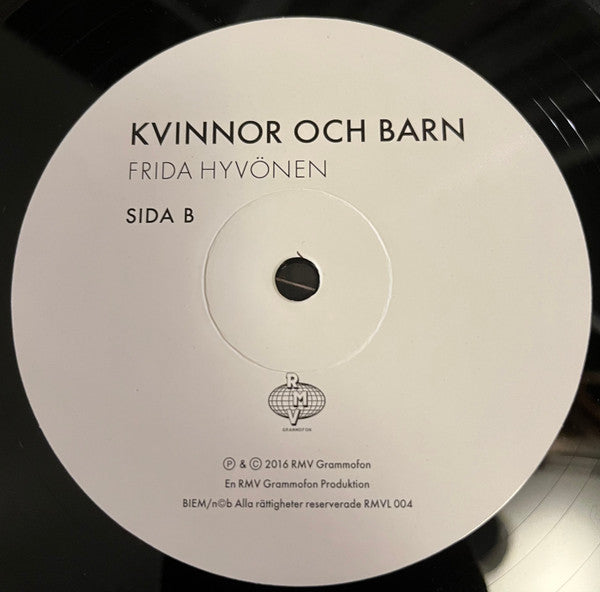 KVINNOR OCH BARN
FRIDA HYVÖNEN
SIDA B
RMV
GRAMMOFON
℗ & © 2016 RMV Grammofon
En RMV Grammofon Produktion
BIEM/n©b Alla rättigheter reserverade RMVL 004